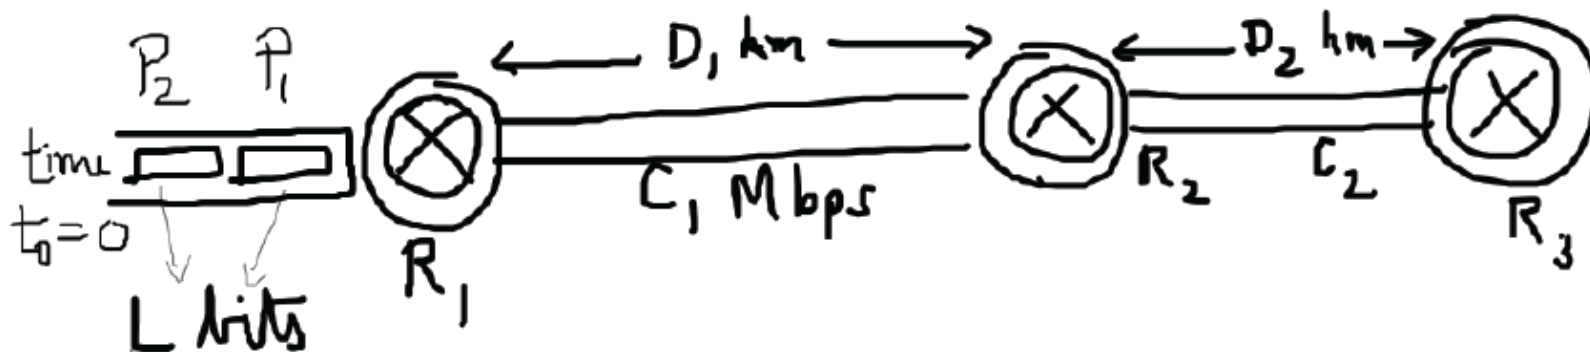 P2 P1
D1 km
D2 km
time
t0=0
C1 Mbps
R2
C2
R1
R3
L bits